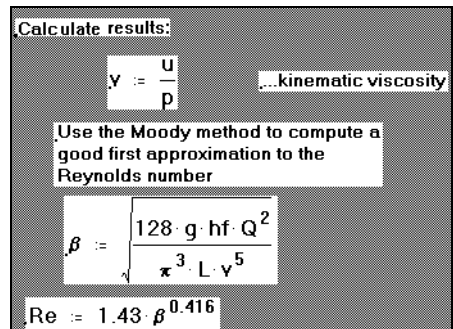 Calculate results:
γ := u/p ...kinematic viscosity
Use the Moody method to compute a
good first approximation to the
Reynolds number
β := √(128·g·hf·Q²/π³·L·v⁵)
Re := 1.43·β^0.416